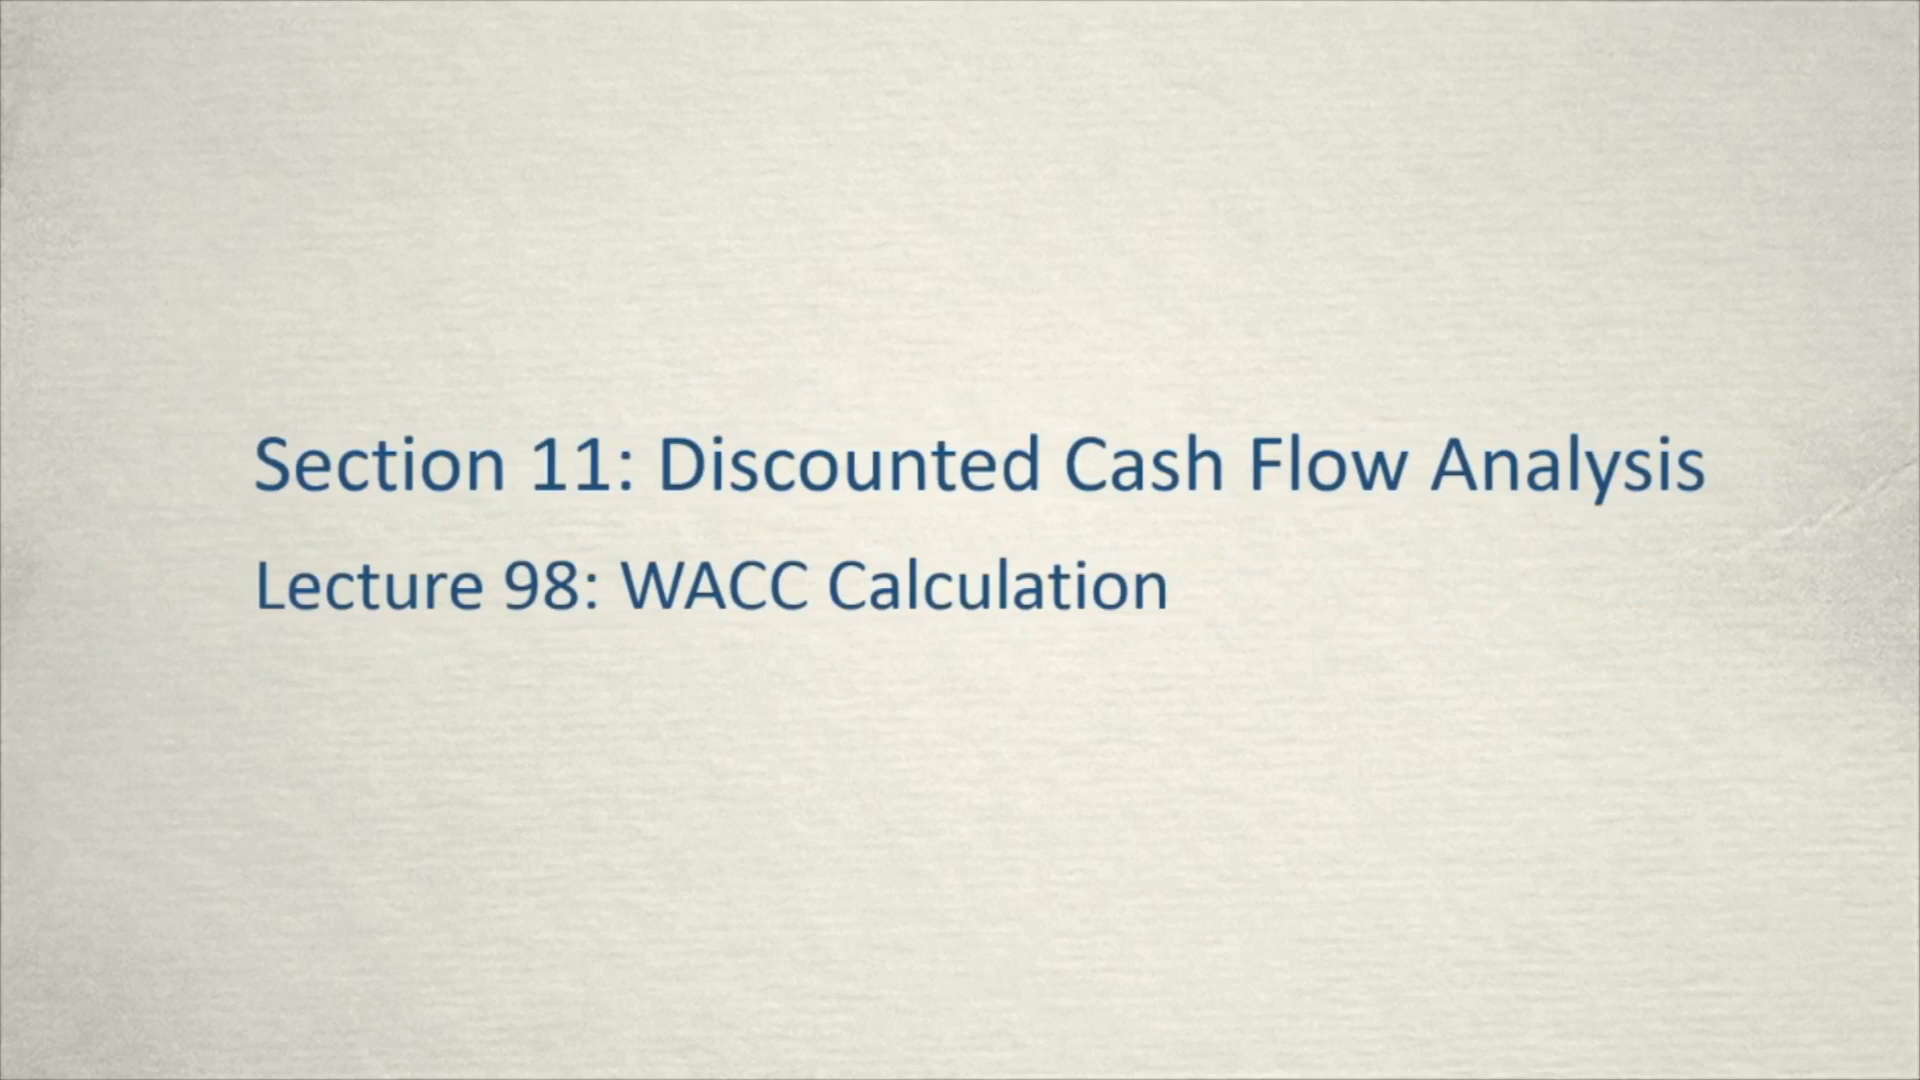 Section 11: Discounted Cash Flow Analysis
Lecture 98: WACC Calculation